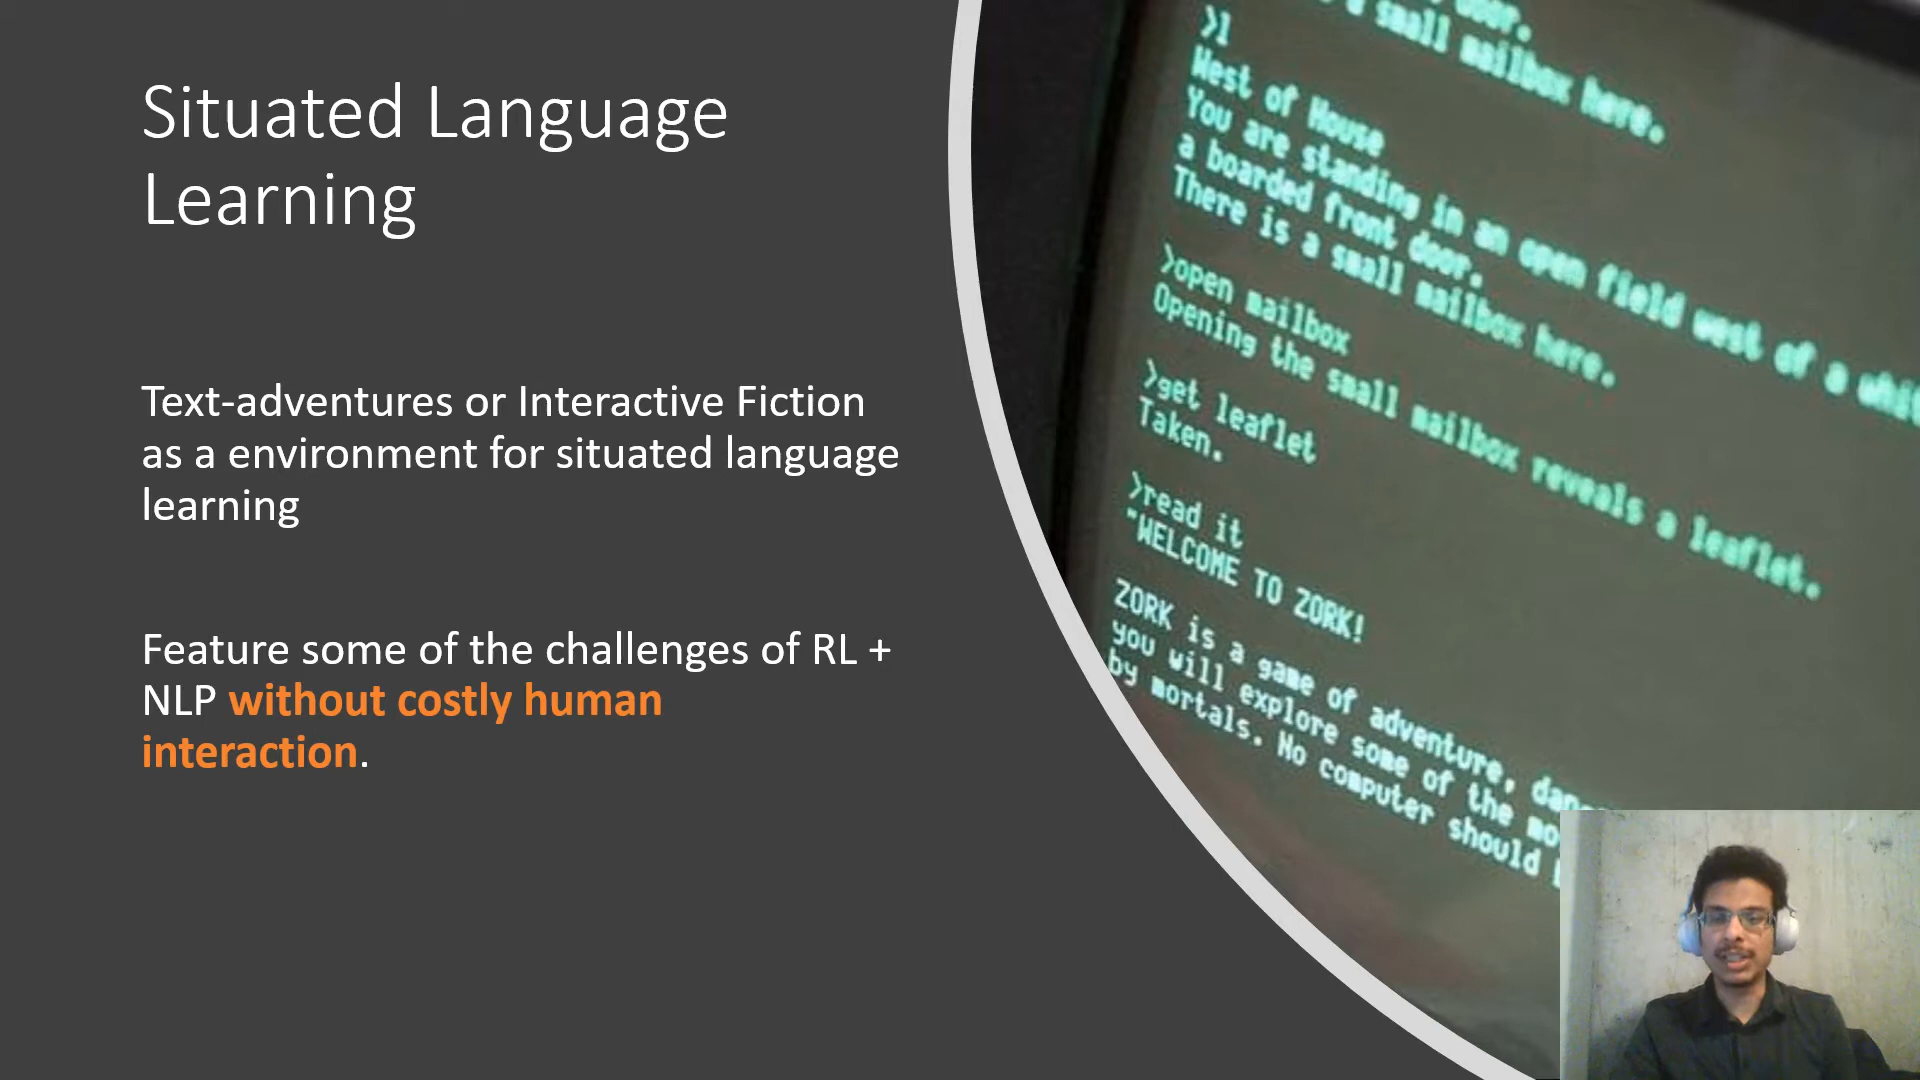 Situated Language
Learning
Text-adventures or Interactive Fiction
as a environment for situated language
learning
Feature some of the challenges of RL +
NLP without costly human
interaction.
door.
a small mailbox here.
>l
West of House
You are standing in an open field west of a whit
a boarded front door.
There is a small mailbox here.
>open mailbox
Opening the small mailbox reveals a leaflet.
>get leaflet
Taken.
>read it
"WELCOME TO ZORK!
ZORK is a game of adventure, dan
you will explore some of the mo
by mortals. No computer should